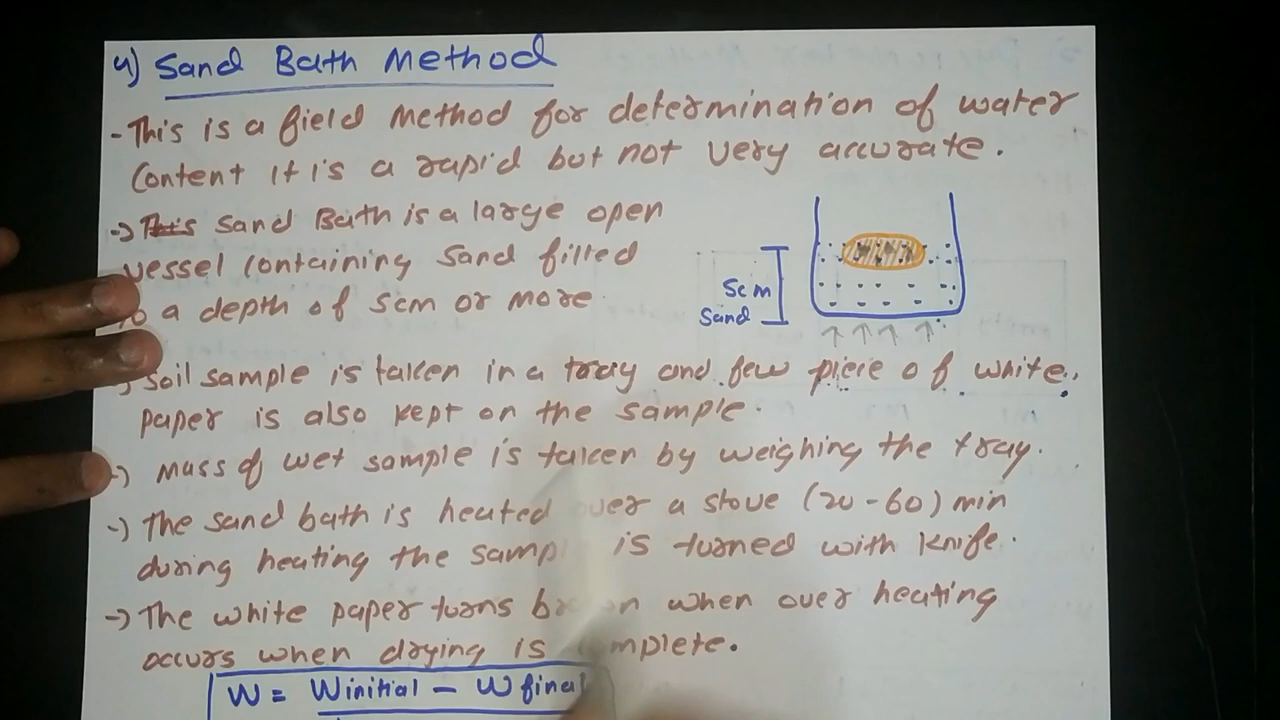 4) Sand Bath Method
- This is a field Method for determination of water
Content it is a rapid but not very accurate.
-> This Sand Bath is a large open
vessel containing Sand filled
to a depth of 5cm or more
5cm
Sand
-> Soil sample is taken in a tray and few piece of white
paper is also kept on the sample.
-> Mass of wet sample is taken by weighing the tray.
-> The sand bath is heated over a stove (20-60) min
during heating the sample is turned with knife.
-> The white paper turns brown when over heating
occurs when drying is complete.
W = Winitial - W final